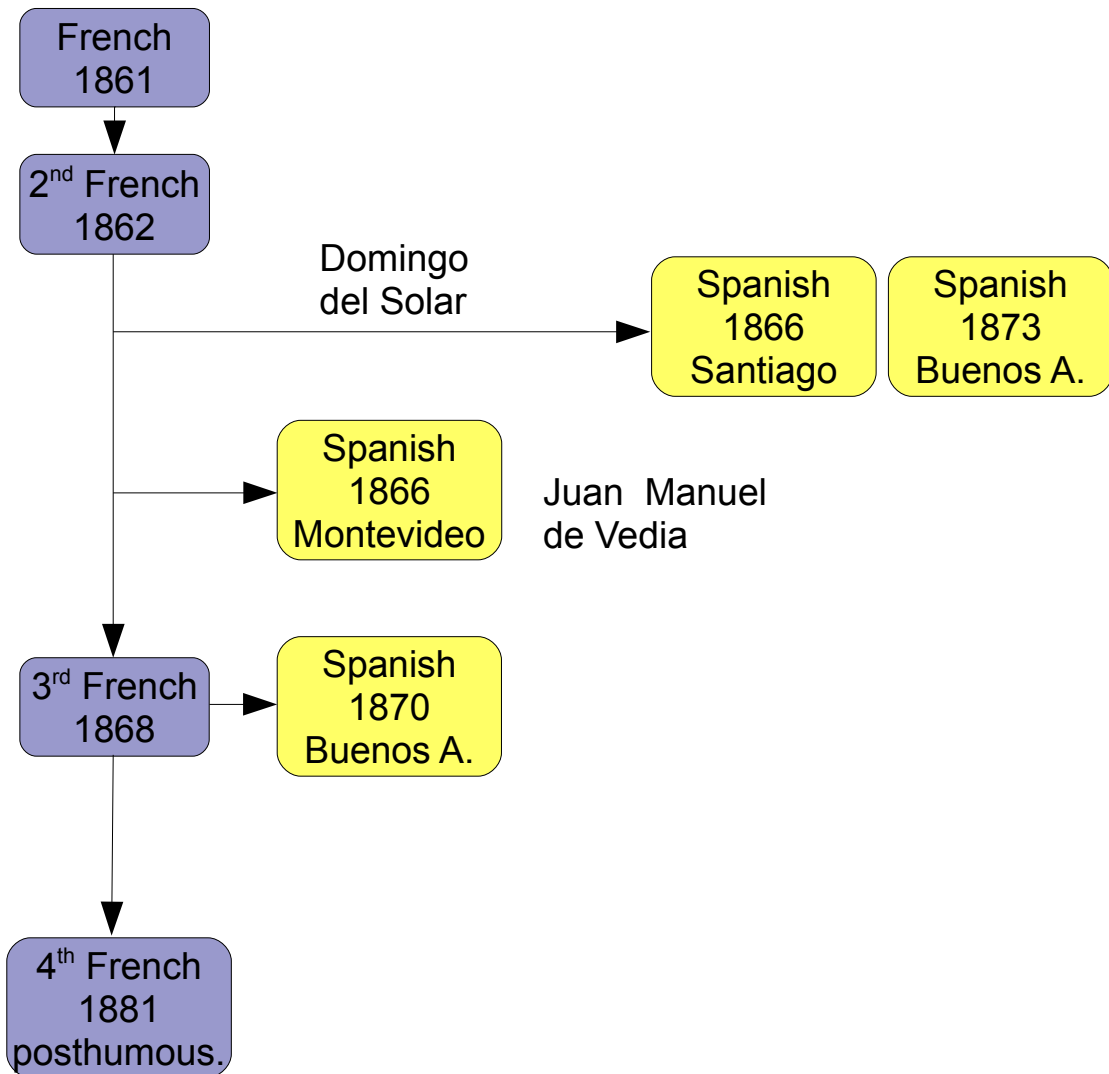 French
1861
2nd French
1862
Domingo
del Solar
Spanish
1866
Santiago
Spanish
1873
Buenos A.
Spanish
1866
Montevideo
Juan Manuel
de Vedia
3rd French
1868
Spanish
1870
Buenos A.
4th French
1881
posthumous.